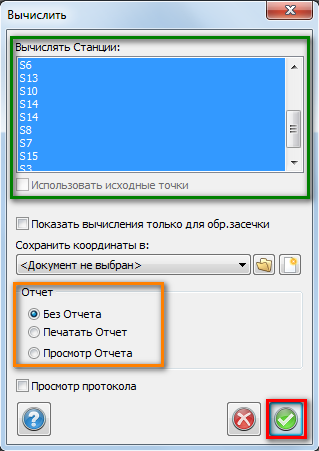 Вычислить
Вычислять Станции:
S6
S13
S10
S14
S14
S8
S7
S15
S3
Использовать исходные точки
Показать вычисления только для обр.засечки
Сохранить координаты в:
<Документ не выбран>
Отчет
Без Отчета
Печатать Отчет
Просмотр Отчета
Просмотр протокола